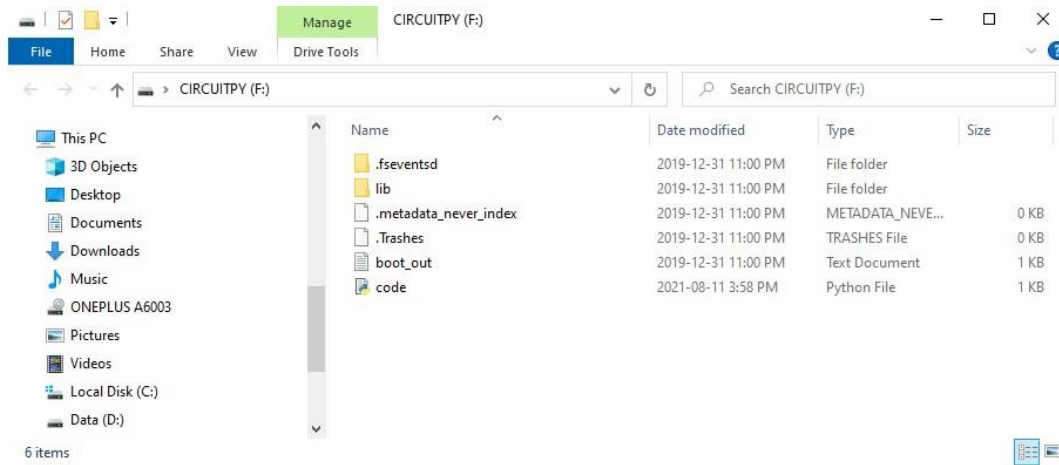 Manage CIRCUITPY (F:)
File Home Share View Drive Tools
CIRCUITPY (F:) Search CIRCUITPY (F:)
This PC
3D Objects
Desktop
Documents
Downloads
Music
ONEPLUS A6003
Pictures
Videos
Local Disk (C:)
Data (D:)
Name Date modified Type Size
.fseventsd 2019-12-31 11:00 PM File folder
lib 2019-12-31 11:00 PM File folder
.metadata_never_index 2019-12-31 11:00 PM METADATA_NEVE... 0 KB
.Trashes 2019-12-31 11:00 PM TRASHES File 0 KB
boot_out 2019-12-31 11:00 PM Text Document 1 KB
code 2021-08-11 3:58 PM Python File 1 KB
6 items